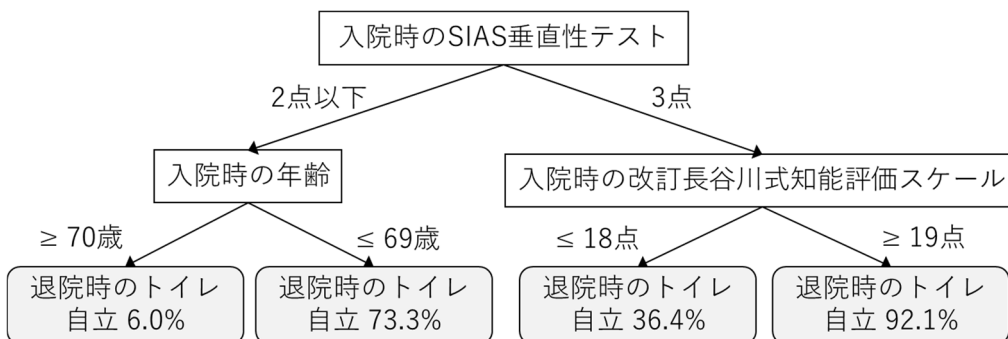 入院時のSIAS垂直性テスト
2点以下
3点
入院時の年齢
入院時の改訂長谷川式知能評価スケール
≥ 70歳
≤ 69歳
≤ 18点
≥ 19点
退院時のトイレ
自立 6.0%
退院時のトイレ
自立 73.3%
退院時のトイレ
自立 36.4%
退院時のトイレ
自立 92.1%